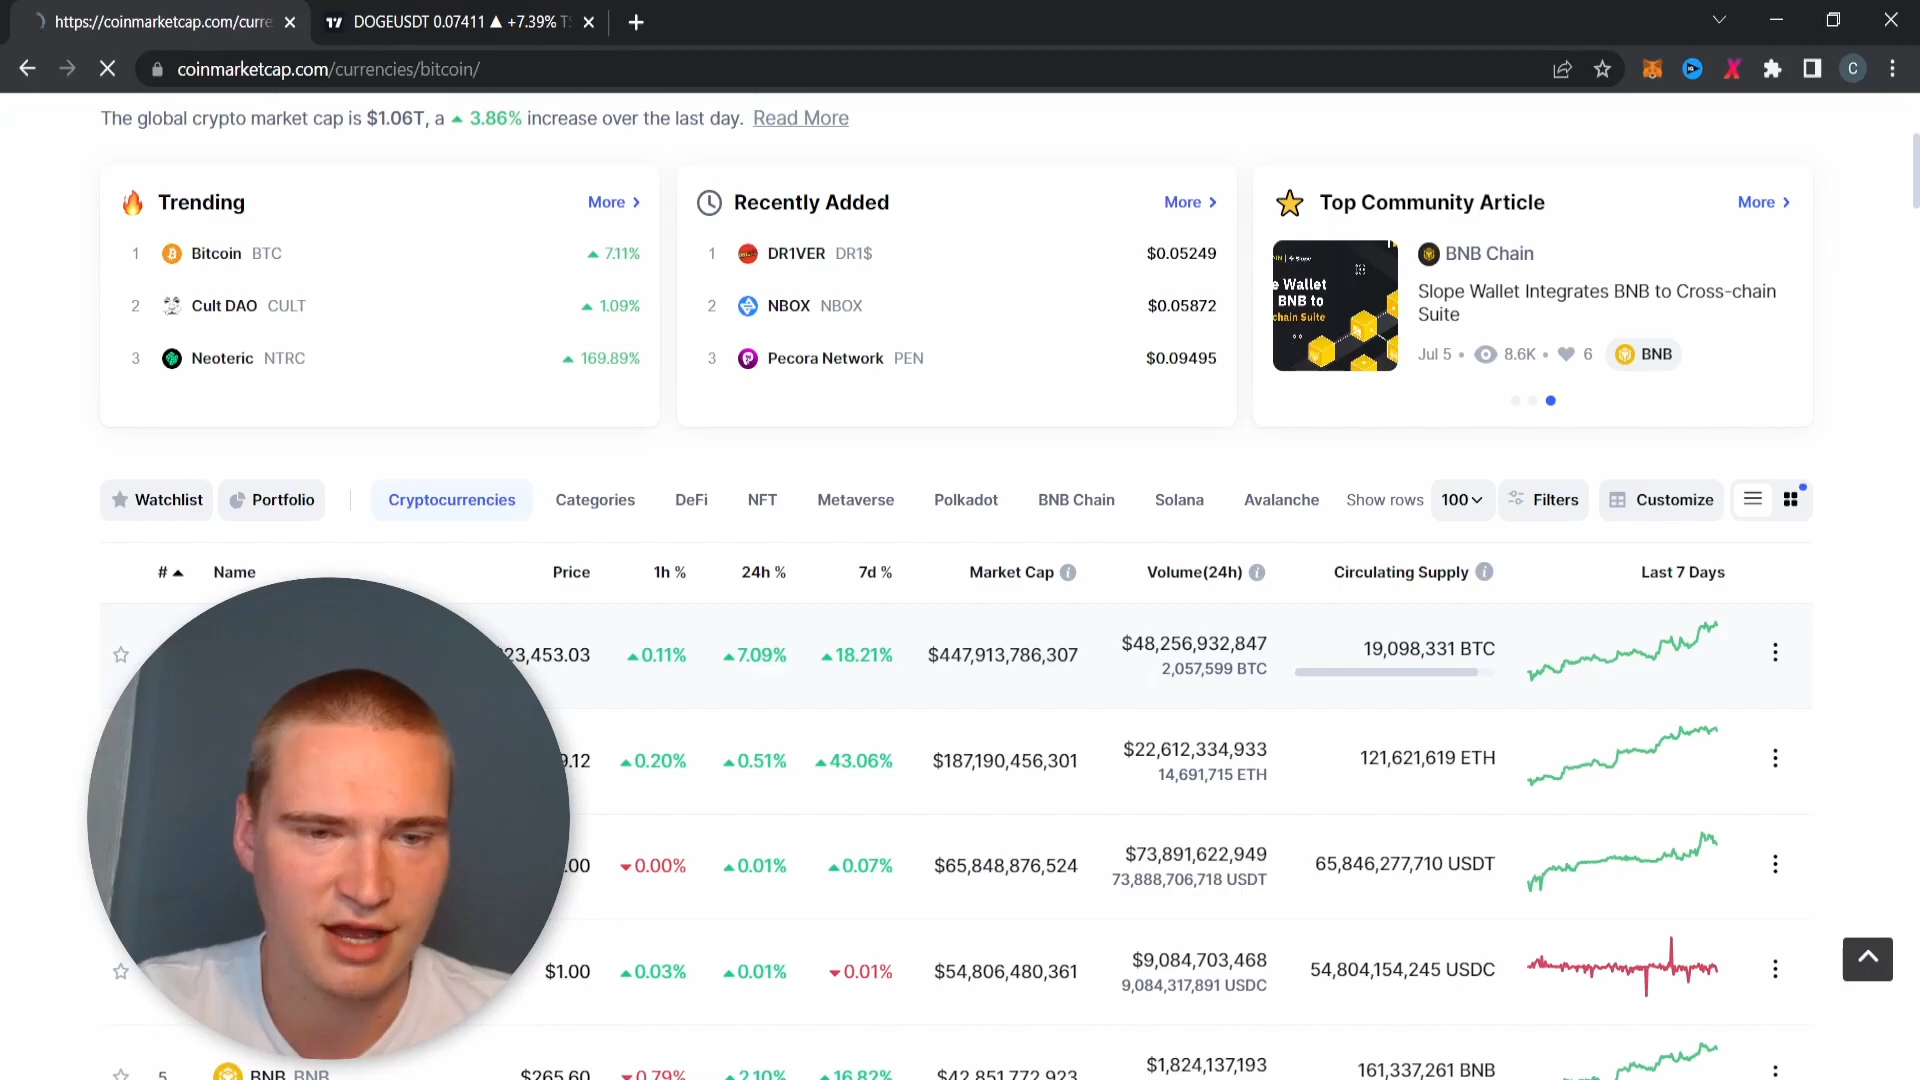 https://coinmarketcap.com/curre
DOGEUSDT 0.07411 ▲ +7.39%
coinmarketcap.com/currencies/bitcoin/
C
The global crypto market cap is $1.06T, a ▲ 3.86% increase over the last day. Read More
Trending
More >
1 Bitcoin BTC ▲ 7.11%
2 Cult DAO CULT ▲ 1.09%
3 Neoteric NTRC ▲ 169.89%
Recently Added
More >
1 DR1VER DR1$ $0.05249
2 NBOX NBOX $0.05872
3 Pecora Network PEN $0.09495
Top Community Article
More >
e Wallet
BNB to
chain Suite
BNB Chain
Slope Wallet Integrates BNB to Cross-chain
Suite
Jul 5 • 8.6K • 6 BNB
Watchlist Portfolio Cryptocurrencies Categories DeFi NFT Metaverse Polkadot BNB Chain Solana Avalanche Show rows 100 Filters Customize
# ▲ Name Price 1h % 24h % 7d % Market Cap Volume(24h) Circulating Supply Last 7 Days
23,453.03 ▲0.11% ▲7.09% ▲18.21% $447,913,786,307 $48,256,932,847 19,098,331 BTC
2,057,599 BTC
9.12 ▲0.20% ▲0.51% ▲43.06% $187,190,456,301 $22,612,334,933 121,621,619 ETH
14,691,715 ETH
.00 ▼0.00% ▲0.01% ▲0.07% $65,848,876,524 $73,891,622,949 65,846,277,710 USDT
73,888,706,718 USDT
$1.00 ▲0.03% ▲0.01% ▼0.01% $54,806,480,361 $9,084,703,468 54,804,154,245 USDC
9,084,317,891 USDC
5 BNB BNB $265.60 ▼0.79% ▲2.10% ▲16.82% $42,851,772,923 $1,824,137,193 161,337,261 BNB